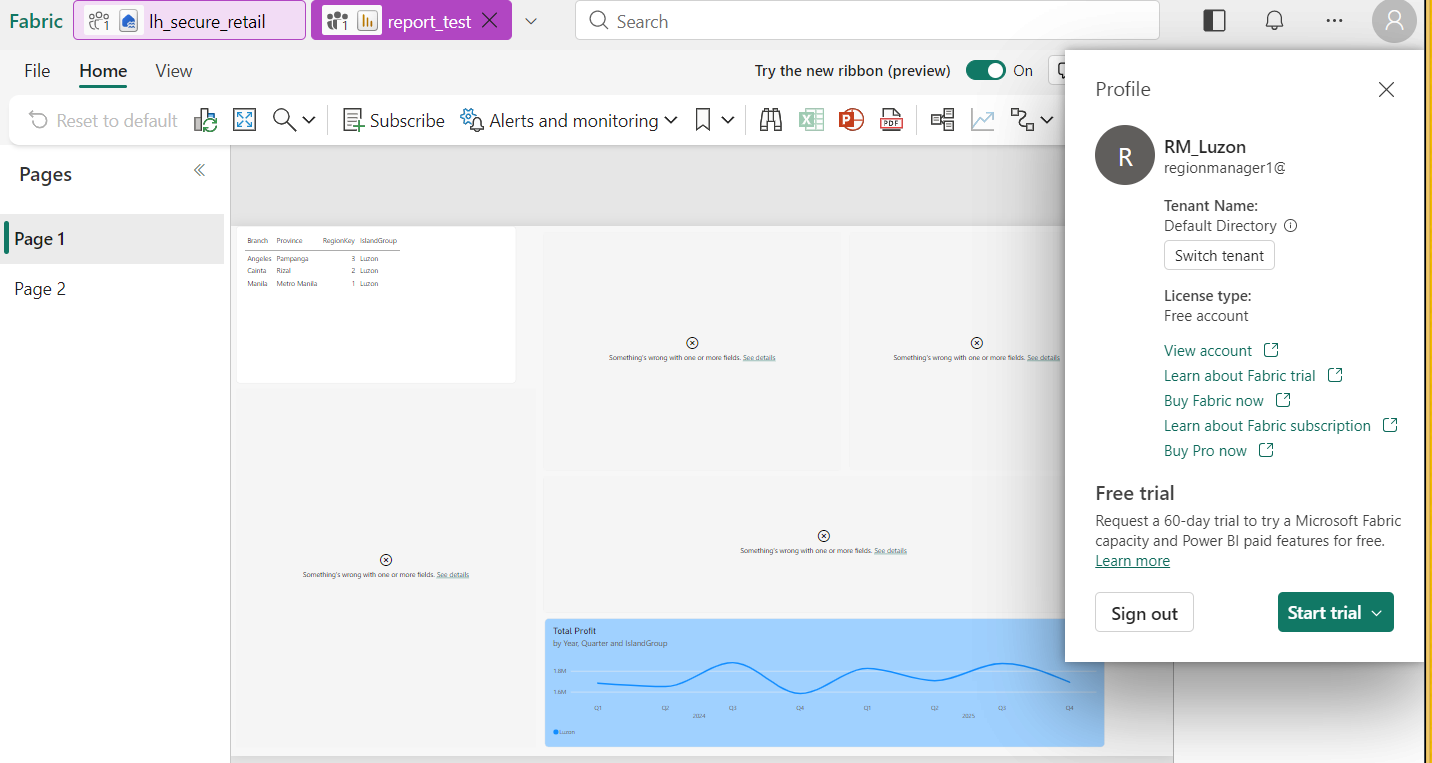 Fabric
1 lh_secure_retail
1 report_test
Search
File Home View
Try the new ribbon (preview) On
Reset to default
Subscribe
Alerts and monitoring
PDF
Pages
Page 1
Page 2
Branch Province RegionKey IslandGroup
Angeles Pampanga 3 Luzon
Cainta Rizal 2 Luzon
Manila Metro Manila 1 Luzon
Something's wrong with one or more fields. See details
Something's wrong with one or more fields. See details
Something's wrong with one or more fields. See details
Something's wrong with one or more fields. See details
Total Profit
by Year, Quarter and IslandGroup
1.8M
1.6M
Q1 Q2 Q3 Q4 Q1 Q2 Q3 Q4
2024 2025
Luzon
Profile
R
RM_Luzon
regionmanager1@
Tenant Name:
Default Directory
Switch tenant
License type:
Free account
View account
Learn about Fabric trial
Buy Fabric now
Learn about Fabric subscription
Buy Pro now
Free trial
Request a 60-day trial to try a Microsoft Fabric
capacity and Power BI paid features for free.
Learn more
Sign out
Start trial